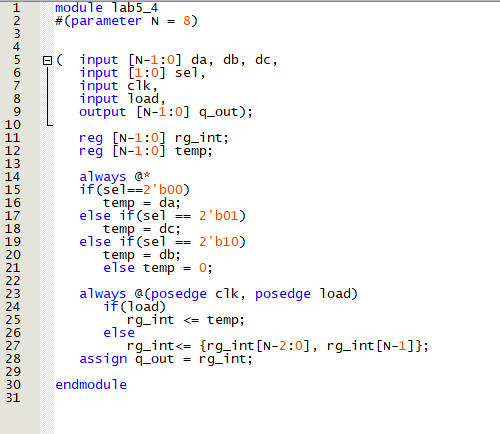 1 module lab5_4
2 #(parameter N = 8)
3
4
5 ( input [N-1:0] da, db, dc,
6 input [1:0] sel,
7 input clk,
8 input load,
9 output [N-1:0] q_out);
10
11 reg [N-1:0] rg_int;
12 reg [N-1:0] temp;
13
14 always @*
15 if(sel==2'b00)
16 temp = da;
17 else if(sel == 2'b01)
18 temp = dc;
19 else if(sel == 2'b10)
20 temp = db;
21 else temp = 0;
22
23 always @(posedge clk, posedge load)
24 if(load)
25 rg_int <= temp;
26 else
27 rg_int<= {rg_int[N-2:0], rg_int[N-1]};
28 assign q_out = rg_int;
29
30 endmodule
31